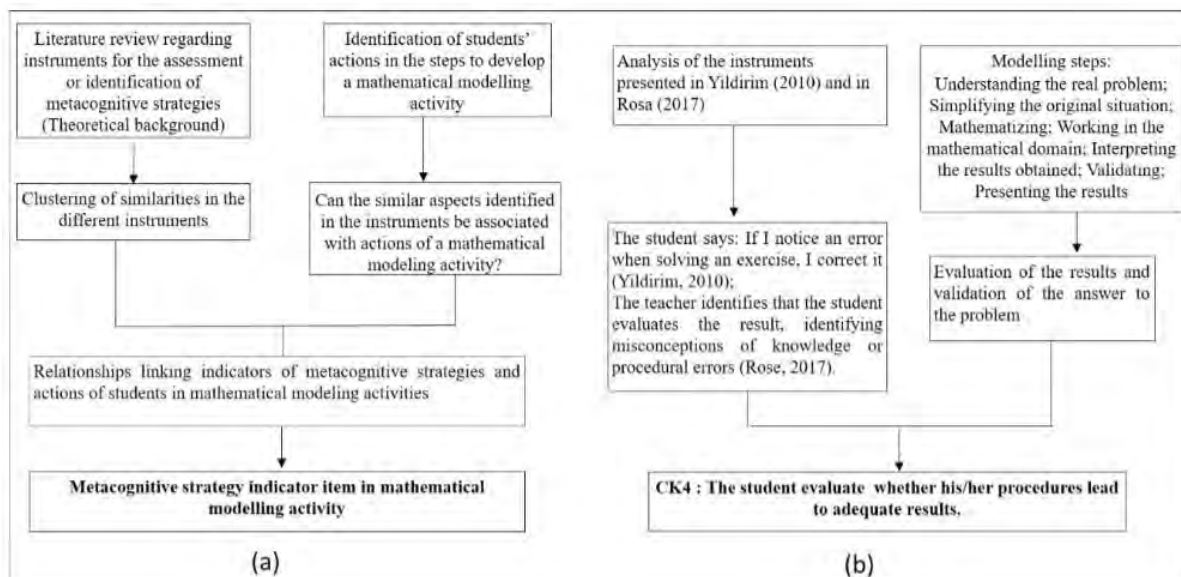 Literature review regarding
instruments for the assessment
or identification of
metacognitive strategies
(Theoretical background)
Identification of students'
actions in the steps to develop
a mathematical modelling
activity
Clustering of similarities in the
different instruments
Can the similar aspects identified
in the instruments be associated
with actions of a mathematical
modeling activity?
Relationships linking indicators of metacognitive strategies and
actions of students in mathematical modeling activities
Metacognitive strategy indicator item in mathematical
modelling activity
(a)
Analysis of the instruments
presented in Yildirim (2010) and in
Rosa (2017)
Modelling steps:
Understanding the real problem;
Simplifying the original situation;
Mathematizing; Working in the
mathematical domain; Interpreting
the results obtained; Validating;
Presenting the results
The student says: If I notice an error
when solving an exercise, I correct it
(Yildirim, 2010);
The teacher identifies that the student
evaluates the result, identifying
misconceptions of knowledge or
procedural errors (Rose, 2017).
Evaluation of the results and
validation of the answer to
the problem
CK4 : The student evaluate whether his/her procedures lead
to adequate results.
(b)